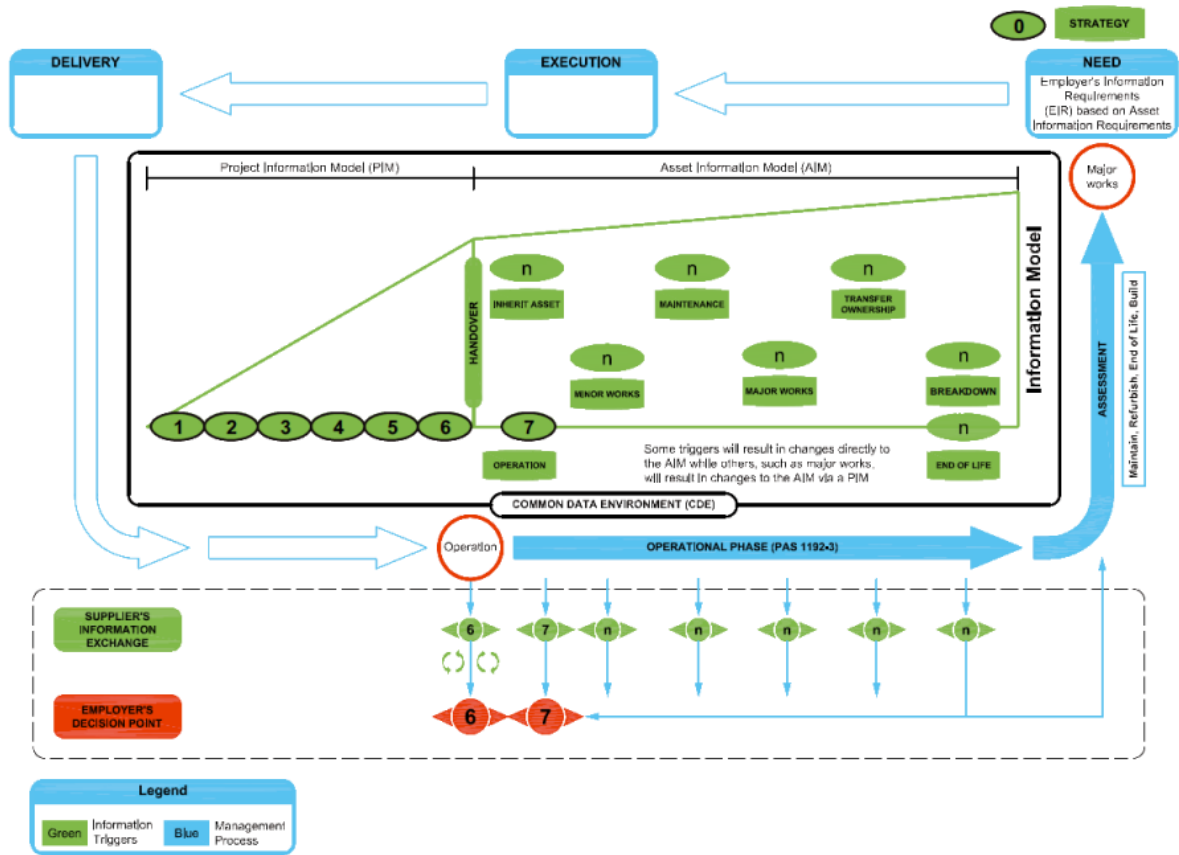 0
STRATEGY
DELIVERY
EXECUTION
NEED
Employer's Information
Requirements
(EIR) based on Asset
Information Requirements
Project Information Model (PIM)
Asset Information Model (AIM)
Major
works
n
INHERIT ASSET
n
MAINTENANCE
n
TRANSFER
OWNERSHIP
HANDOVER
n
MINOR WORKS
n
MAJOR WORKS
n
BREAKDOWN
Information Model
ASSESSMENT
Maintain, Refurbish, End of Life, Build
1
2
3
4
5
6
7
n
OPERATION
Some triggers will result in changes directly to
the AIM while others, such as major works,
will result in changes to the AIM via a PIM
END OF LIFE
COMMON DATA ENVIRONMENT (CDE)
Operation
OPERATIONAL PHASE (PAS 1192-3)
SUPPLIER'S
INFORMATION
EXCHANGE
6
7
n
n
n
n
n
EMPLOYER'S
DECISION POINT
6
7
Legend
Green
Information
Triggers
Blue
Management
Process